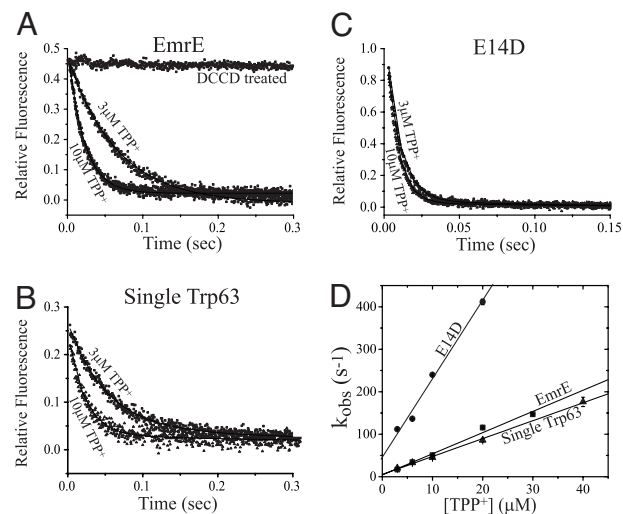 A
EmrE
Relative Fluorescence
0.5
0.4
0.3
0.2
0.1
0.0
DCCD treated
3µM TPP+
10µM TPP+
0.0 0.1 0.2 0.3
Time (sec)
C
E14D
Relative Fluorescence
1.0
0.8
0.6
0.4
0.2
0.0
3µM TPP+
10µM TPP+
0.00 0.05 0.10 0.15
Time (sec)
B
Single Trp63
Relative Fluorescence
0.3
0.2
0.1
0.0
3µM TPP+
10µM TPP+
0.0 0.1 0.2 0.3
Time (sec)
D
kobs (s-1)
400
300
200
100
0
E14D
EmrE
Single Trp63
0 10 20 30 40
[TPP+] (µM)